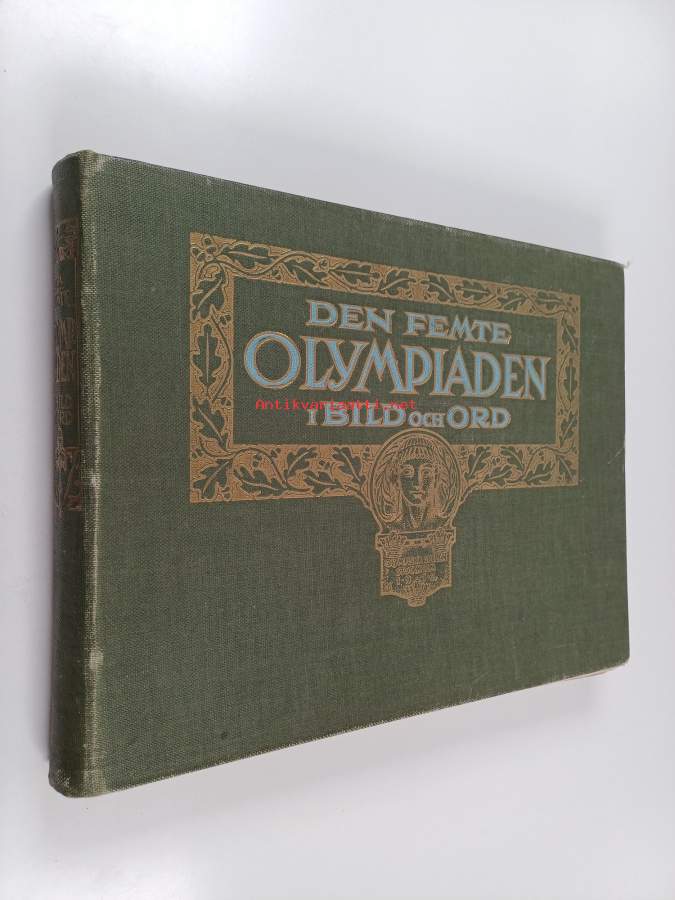 DEN FEMTE
OLYMPIADEN
Antikvariaatti.net
I BILD OCH ORD